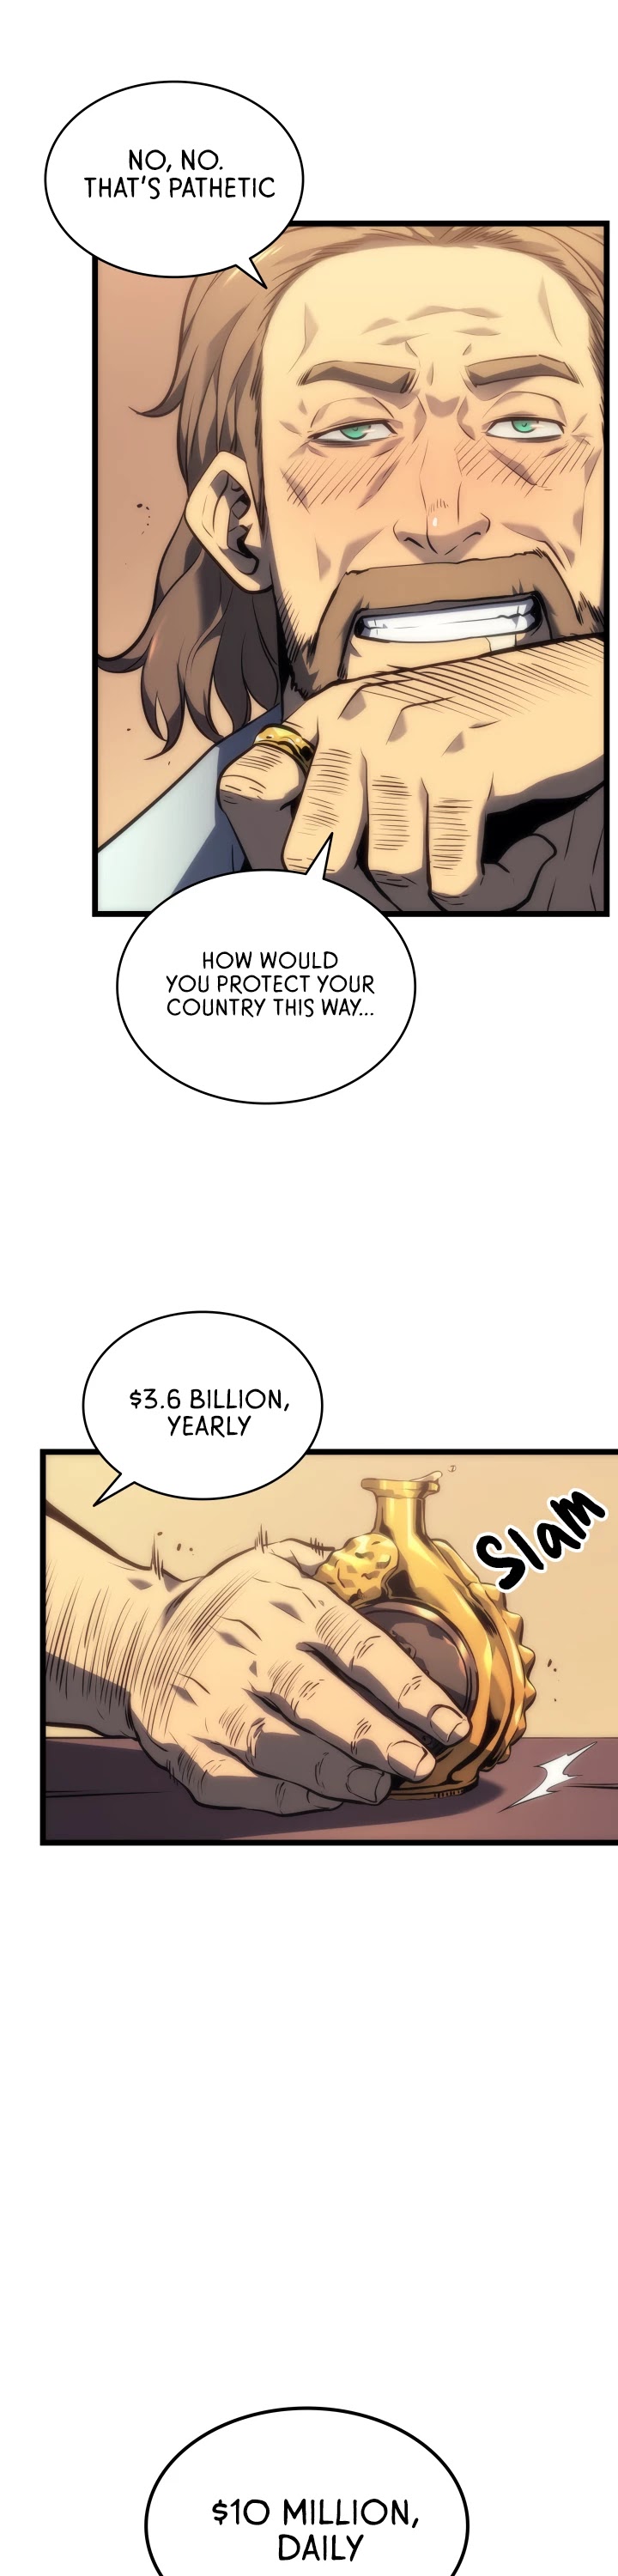 NO, NO.
THAT'S PATHETIC
HOW WOULD
YOU PROTECT YOUR
COUNTRY THIS WAY...
$3.6 BILLION,
YEARLY
Slam
$10 MILLION,
DAILY